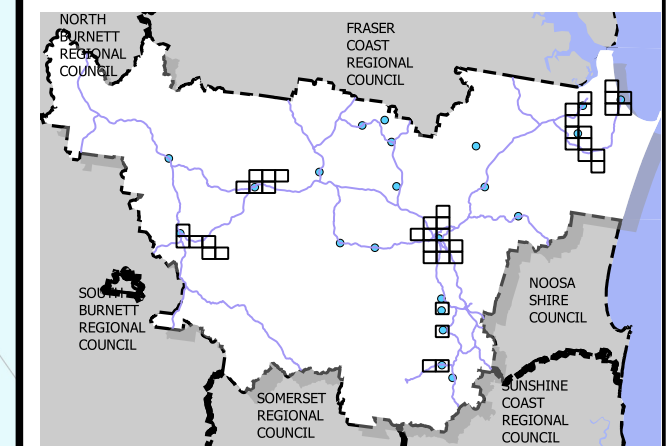 NORTH
BURNETT
REGIONAL
COUNCIL
FRASER
COAST
REGIONAL
COUNCIL
SOUTH
BURNETT
REGIONAL
COUNCIL
NOOSA
SHIRE
COUNCIL
SOMERSET
REGIONAL
COUNCIL
SUNSHINE
COAST
REGIONAL
COUNCIL